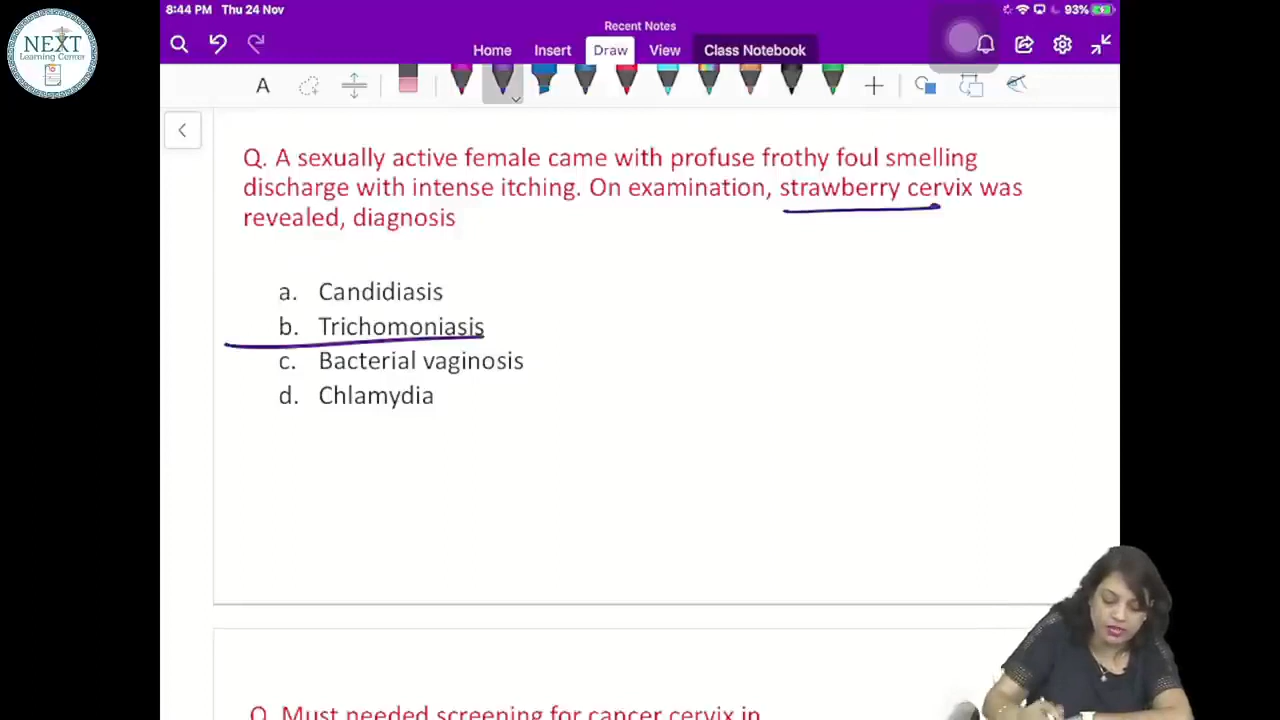 8:44 PM Thu 24 Nov
93%
Recent Notes
NEXT
Learning Center
Home Insert Draw View Class Notebook
A
Q. A sexually active female came with profuse frothy foul smelling
discharge with intense itching. On examination, strawberry cervix was
revealed, diagnosis
a. Candidiasis
b. Trichomoniasis
c. Bacterial vaginosis
d. Chlamydia
Q. Must needed screening for cancer cervix in